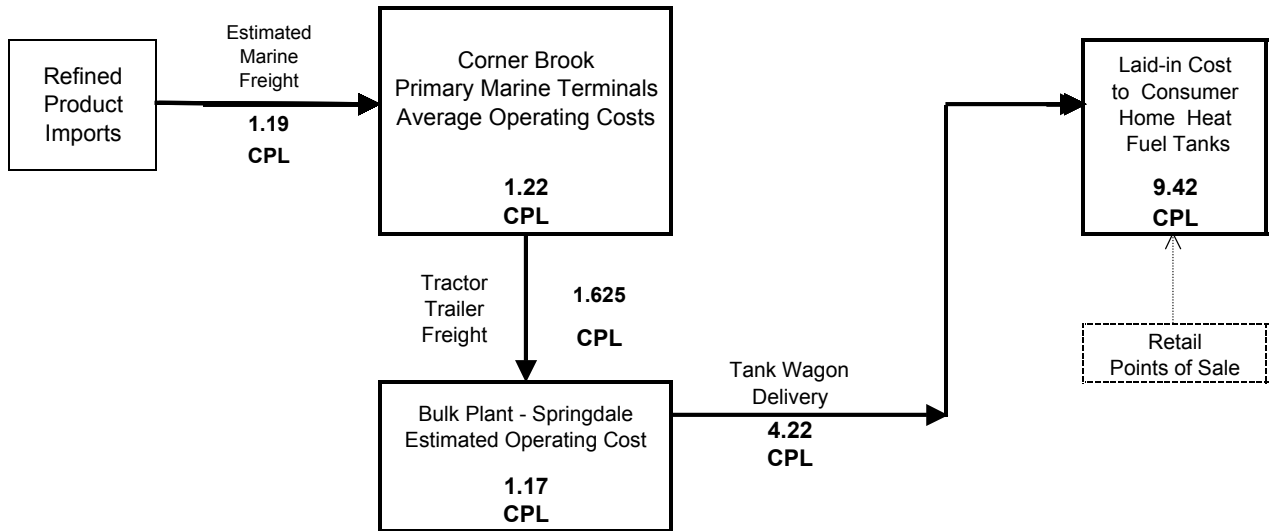 Refined
Product
Imports
Estimated
Marine
Freight
1.19
CPL
Corner Brook
Primary Marine Terminals
Average Operating Costs
1.22
CPL
Tractor
Trailer
Freight
1.625
CPL
Bulk Plant - Springdale
Estimated Operating Cost
1.17
CPL
Tank Wagon
Delivery
4.22
CPL
Laid-in Cost
to Consumer
Home Heat
Fuel Tanks
9.42
CPL
Retail
Points of Sale